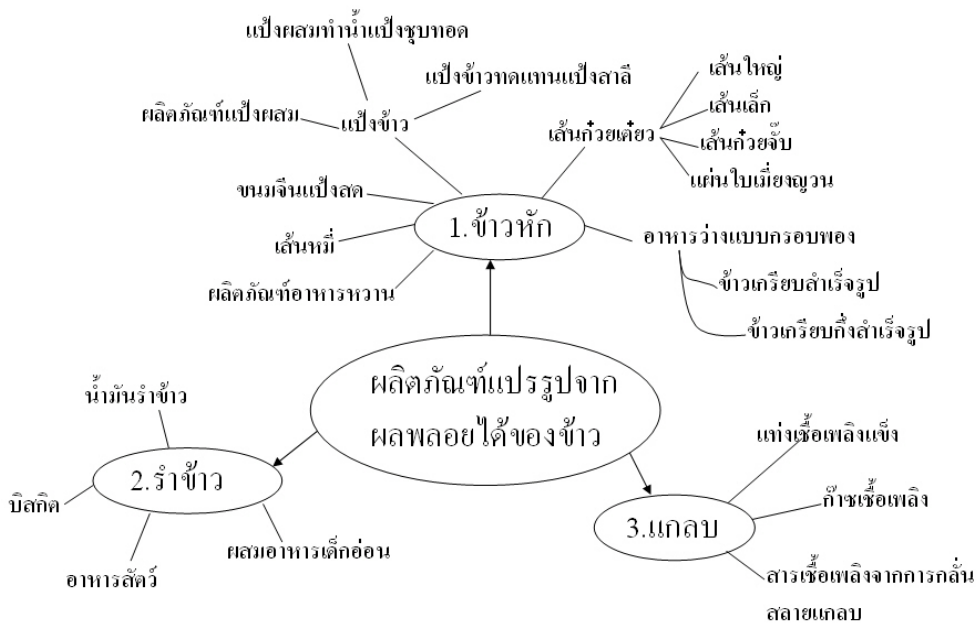 แป้งผสมทำน้ำแป้งชุบทอด
แป้งข้าวทดแทนแป้งสาลี
ผลิตภัณฑ์แป้งผสม
แป้งข้าว
เส้นก๋วยเตี๋ยว
เส้นใหญ่
เส้นเล็ก
เส้นก๋วยจั๊บ
แผ่นใบเมี่ยงญวน
ขนมจีนแป้งสด
เส้นหมี่
ผลิตภัณฑ์อาหารหวาน
1.ข้าวหัก
อาหารว่างแบบกรอบพอง
ข้าวเกรียบสำเร็จรูป
ข้าวเกรียบกึ่งสำเร็จรูป
ผลิตภัณฑ์แปรรูปจาก
ผลพลอยได้ของข้าว
น้ำมันรำข้าว
2.รำข้าว
บิสกิต
อาหารสัตว์
ผสมอาหารเด็กอ่อน
3.แกลบ
แท่งเชื้อเพลิงแข็ง
ก๊าซเชื้อเพลิง
สารเชื้อเพลิงจากการกลั่น
สลายแกลบ